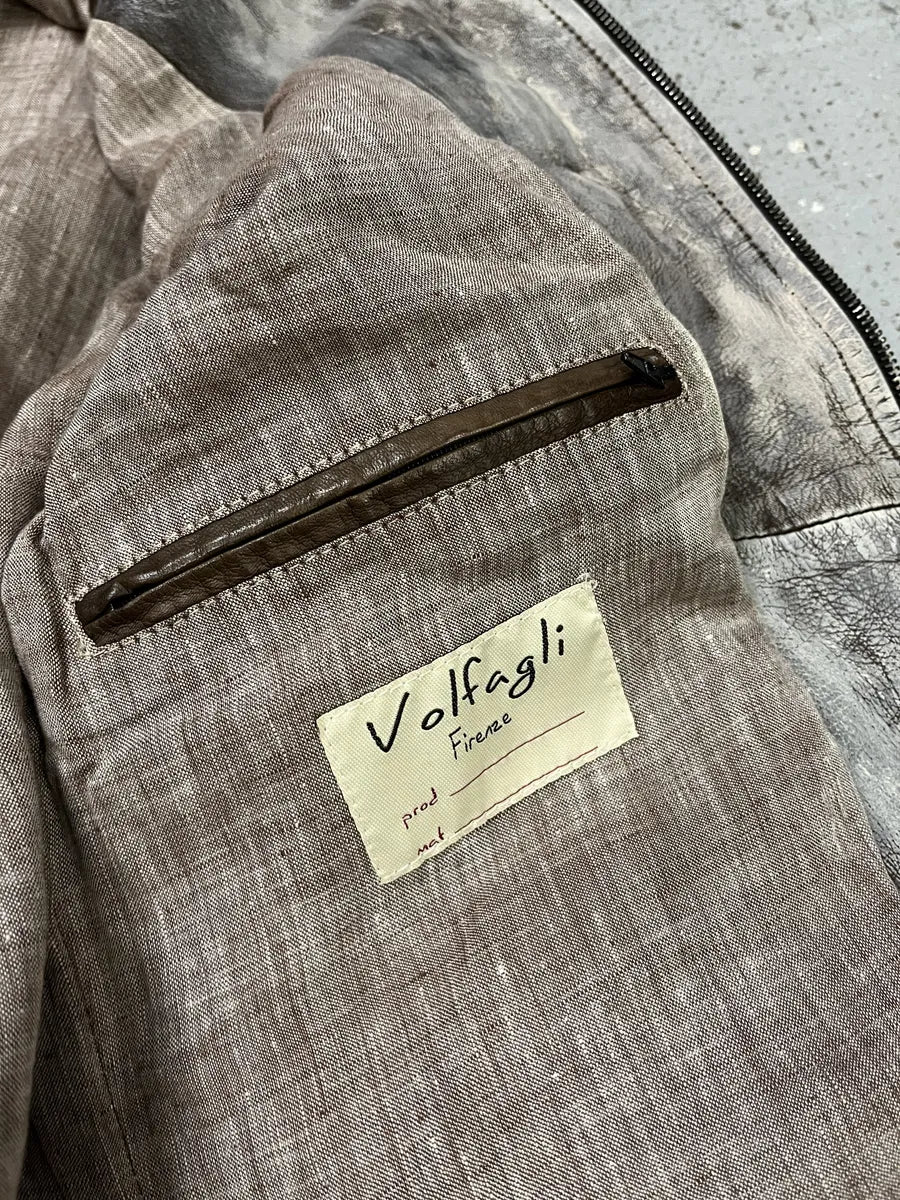 Volfagli
Firenze
prod
mat